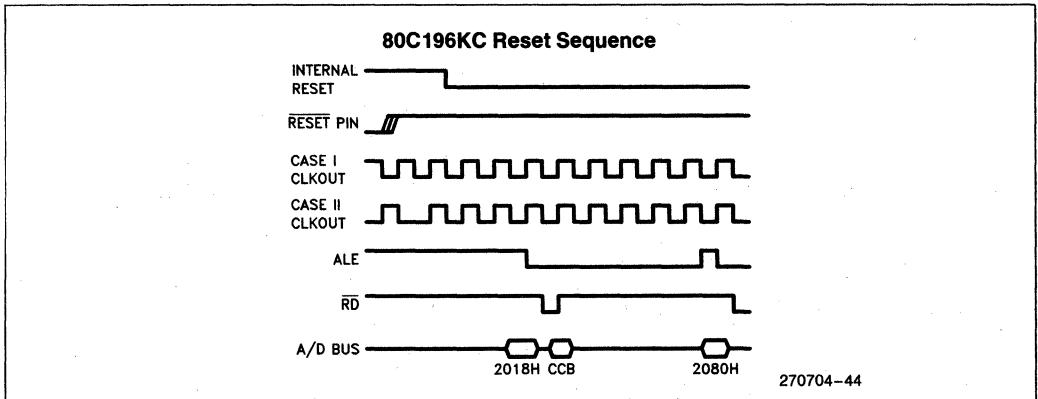 80C196KC Reset Sequence
INTERNAL
RESET
RESET PIN
CASE I
CLKOUT
CASE II
CLKOUT
ALE
RD
A/D BUS
2018H CCB 2080H
270704-44